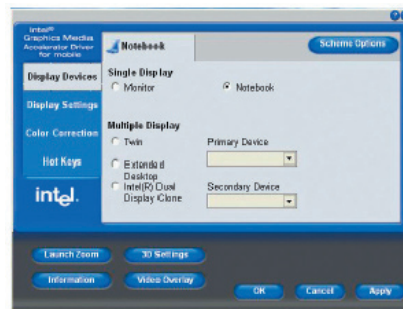 intel®
Graphics Media
Accelerator Driver
for mobile
Notebook
Scheme Options
Display Devices
Display Settings
Color Correction
Hot Keys
intel.
Single Display
Monitor
Notebook
Multiple Display
Twin
Primary Device
Extended
Desktop
Intel(R) Dual
Display Clone
Secondary Device
Launch Zoom
3D Settings
Information
Video Overlay
OK
Cancel
Apply